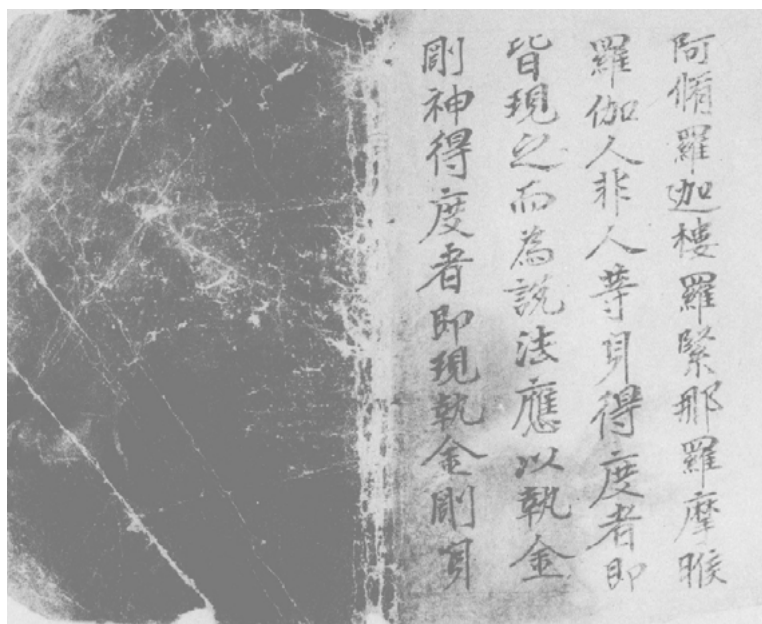 阿脩羅迦樓羅緊那羅摩睺
羅伽人非人等身得度者即
皆現之而為説法應以執金
剛神得度者即現執金剛身